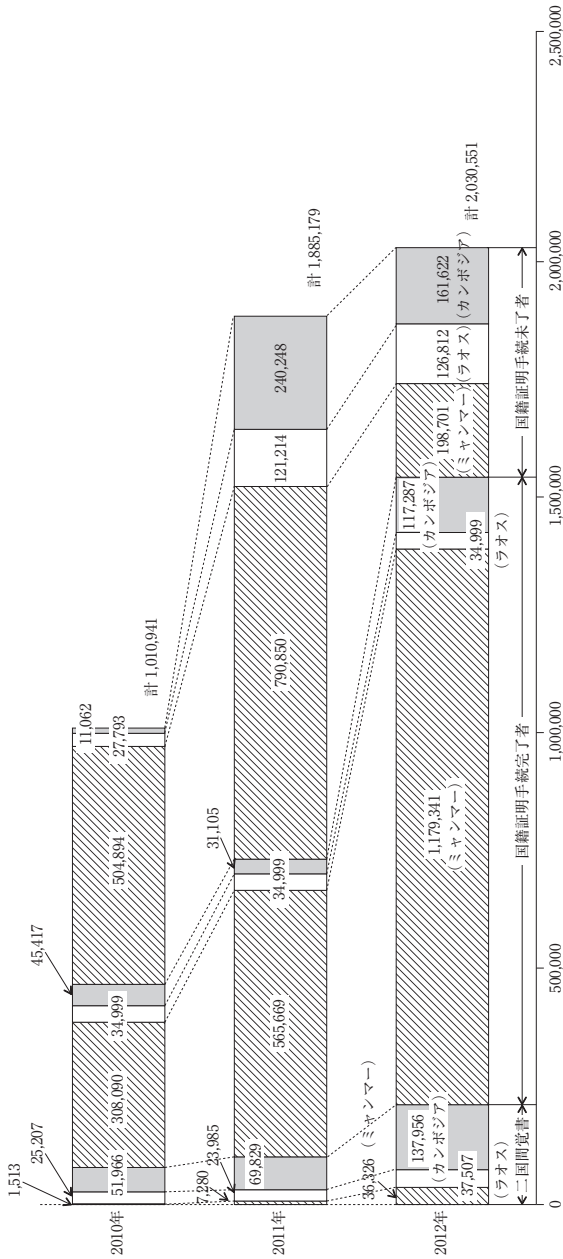 2010年
1,513
25,207
51,966
308,090
34,999
45,417
504,894
27,793
11,062
計 1,010,941
2011年
7,280
23,985
69,829
565,669
34,999
31,105
790,850
121,214
240,248
計 1,885,179
2012年
36,326
(ミャンマー)
37,507
(ラオス)
137,956
(カンボジア)
1,179,341
(ミャンマー)
34,999
(ラオス)
117,287
(カンボジア)
198,701
(ミャンマー)
126,812
(ラオス)
161,622
(カンボジア)
計 2,030,551
二国間覚書
国籍証明手続完了者
国籍証明手続未了者
0
500,000
1,000,000
1,500,000
2,000,000
2,500,000